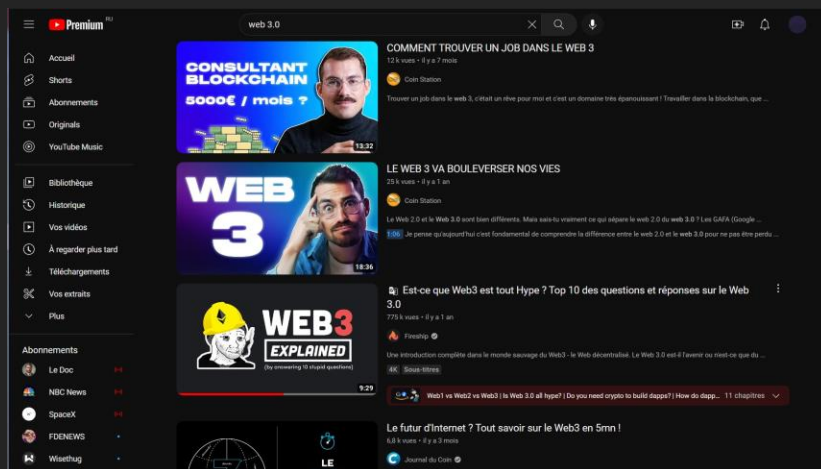 Premium RU
web 3.0
Accueil
Shorts
Abonnements
Originals
YouTube Music
Bibliothèque
Historique
Vos vidéos
À regarder plus tard
Téléchargements
Vos extraits
Plus
Abonnements
Le Doc
NBC News
SpaceX
FDENEWS
Wisethug
CONSULTANT
BLOCKCHAIN
5000€ / mois ?
13:32
COMMENT TROUVER UN JOB DANS LE WEB 3
12 k vues • il y a 7 mois
Coin Station
Trouver un job dans le web 3, c'était un rêve pour moi et c'est un domaine très épanouissant ! Travailler dans la blockchain, que ...
WEB
3
18:36
LE WEB 3 VA BOULEVERSER NOS VIES
25 k vues • il y a 1 an
Coin Station
Le Web 2.0 et le Web 3.0 sont bien différents. Mais sais-tu vraiment ce qui sépare le web 2.0 du web 3.0 ? Les GAFA (Google ...
1:06 Je pense qu'aujourd'hui c'est fondamental de comprendre la différence entre le web 2.0 et le web 3.0 pour ne pas être perdu ...
WEB3
EXPLAINED
(by answering 10 stupid questions)
9:29
Est-ce que Web3 est tout Hype ? Top 10 des questions et réponses sur le Web
3.0
775 k vues • il y a 1 an
Fireship
Une introduction complète dans le monde sauvage du Web3 - le Web décentralisé. Le Web 3.0 est-il l'avenir ou n'est-ce que du ...
4K Sous-titres
Web1 vs Web2 vs Web3 | Is Web 3.0 all hype? | Do you need crypto to build dapps? | How do dapp... 11 chapitres
LE
Le futur d'Internet ? Tout savoir sur le Web3 en 5mn !
6,8 k vues • il y a 3 mois
Journal du Coin